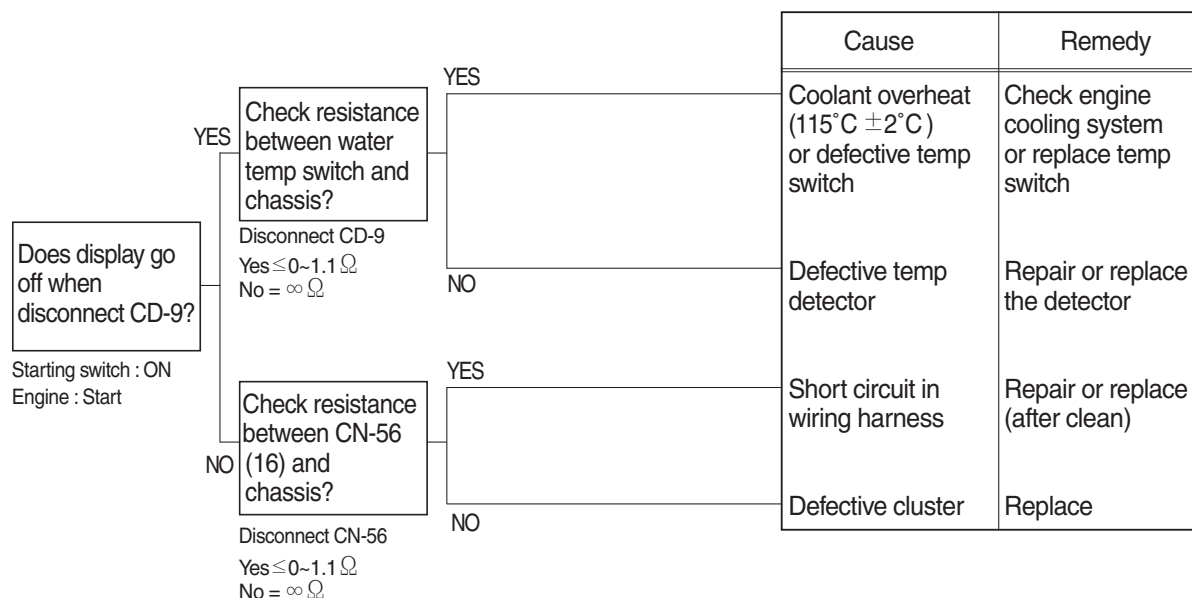 Does display go
off when
disconnect CD-9?
Starting switch : ON
Engine : Start
YES
Check resistance
between water
temp switch and
chassis?
Disconnect CD-9
Yes≤0~1.1Ω
No = ∞Ω
NO
Check resistance
between CN-56
(16) and
chassis?
Disconnect CN-56
Yes≤0~1.1Ω
No = ∞Ω
YES
NO
YES
NO
Cause
Remedy
Coolant overheat
(115°C ±2°C)
or defective temp
switch
Check engine
cooling system
or replace temp
switch
Defective temp
detector
Repair or replace
the detector
Short circuit in
wiring harness
Repair or replace
(after clean)
Defective cluster
Replace